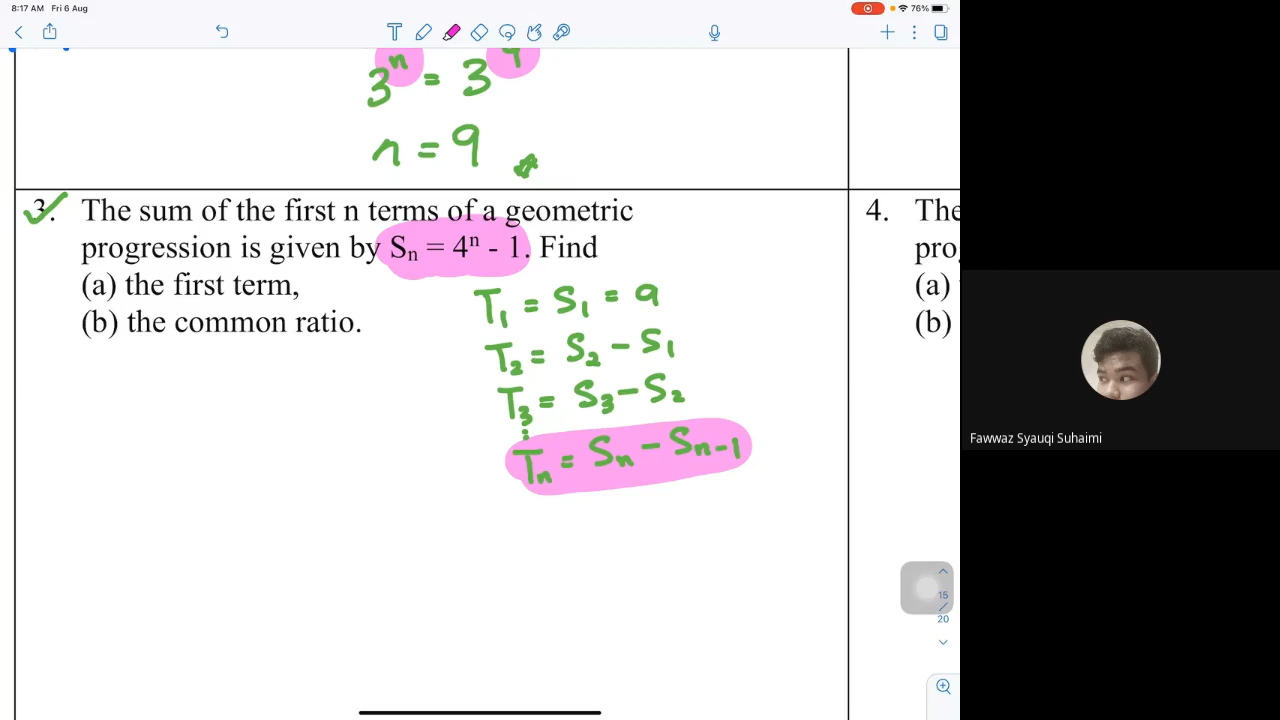 8:17 AM Fri 6 Aug
76%
3ⁿ = 3⁹
n = 9
3. The sum of the first n terms of a geometric
progression is given by Sₙ = 4ⁿ - 1. Find
(a) the first term,
(b) the common ratio.
T₁ = S₁ = a
T₂ = S₂ - S₁
T₃ = S₃ - S₂
⋮
Tₙ = Sₙ - Sₙ₋₁
4. The
(a)
(b)
15
/
20
Fawwaz Syauqi Suhaimi